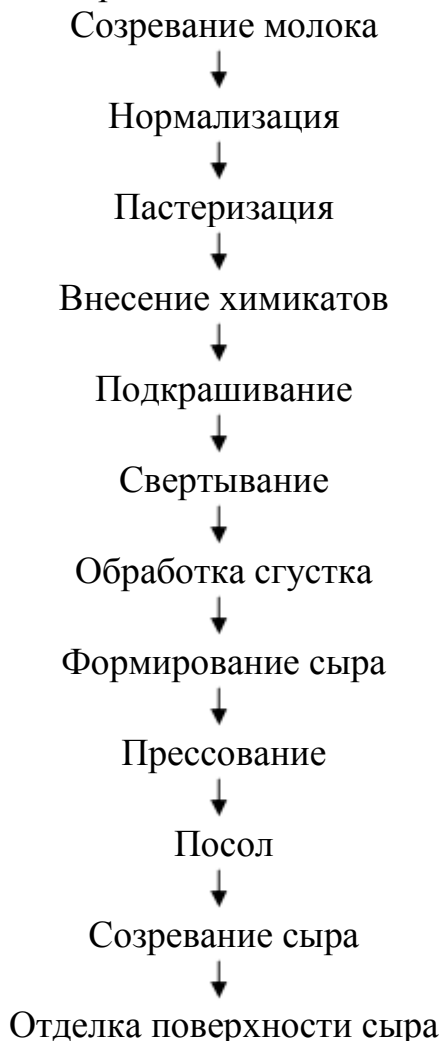 Созревание молока
Нормализация
Пастеризация
Внесение химикатов
Подкрашивание
Свертывание
Обработка сгустка
Формирование сыра
Прессование
Посол
Созревание сыра
Отделка поверхности сыра